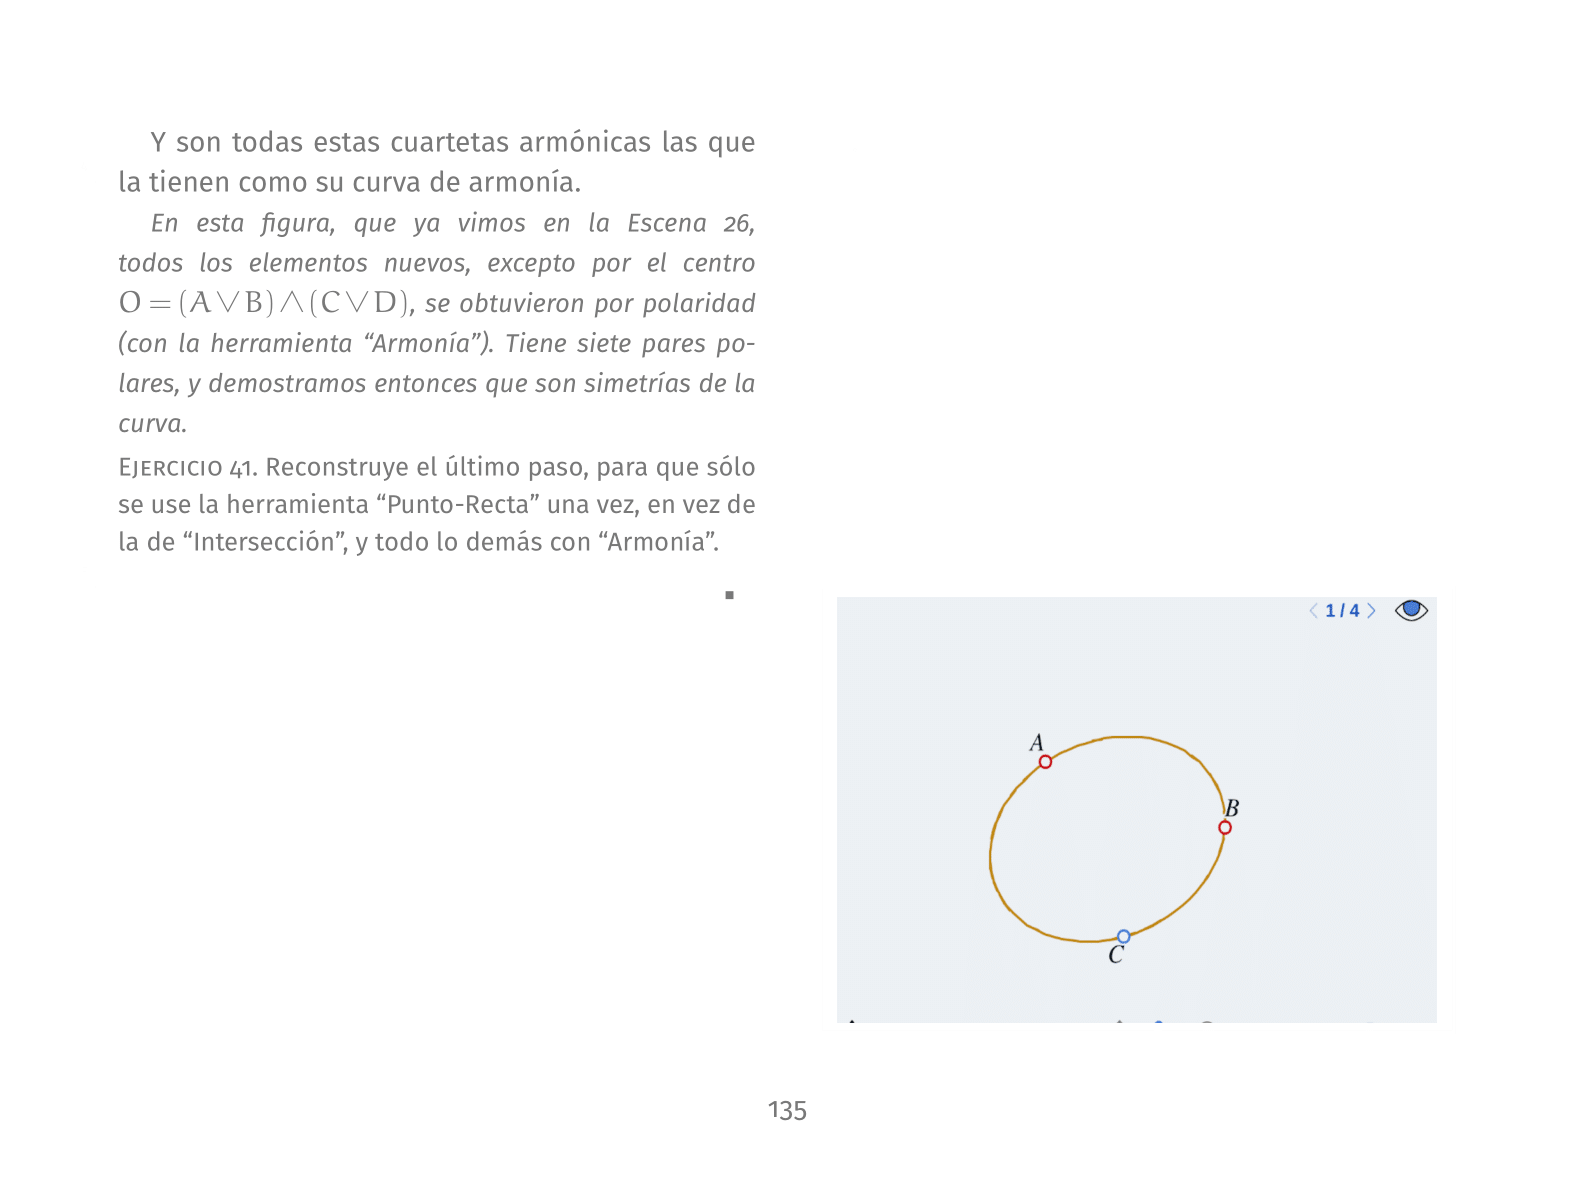 Y son todas estas cuartetas armónicas las que
la tienen como su curva de armonía.
En esta figura, que ya vimos en la Escena 26,
todos los elementos nuevos, excepto por el centro
O = (A ∨ B) ∧ (C ∨ D), se obtuvieron por polaridad
(con la herramienta “Armonía”). Tiene siete pares po-
lares, y demostramos entonces que son simetrías de la
curva.
Ejercicio 41. Reconstruye el último paso, para que sólo
se use la herramienta “Punto-Recta” una vez, en vez de
la de “Intersección”, y todo lo demás con “Armonía”.
1 / 4
A
B
C
135